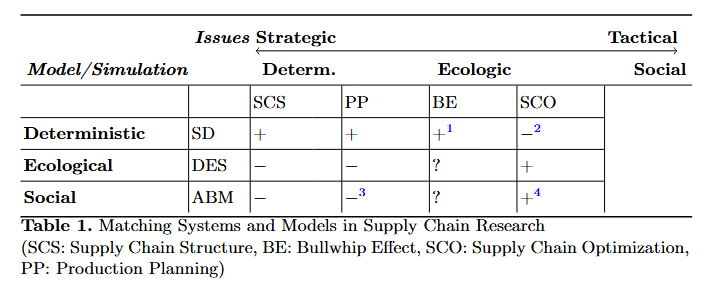 Issues Strategic Tactical
Model/Simulation Determ. Ecologic Social
SCS PP BE SCO
Deterministic SD + + +1 −2
Ecological DES − − ? +
Social ABM − −3 ? +4
Table 1. Matching Systems and Models in Supply Chain Research
(SCS: Supply Chain Structure, BE: Bullwhip Effect, SCO: Supply Chain Optimization,
PP: Production Planning)